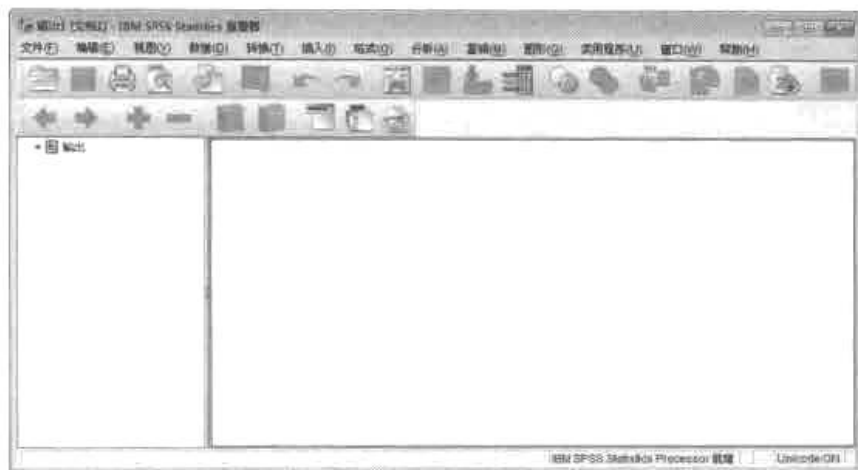 输出1 [文档1] - IBM SPSS Statistics 查看器
文件(F) 编辑(E) 视图(V) 数据(D) 转换(T) 插入(I) 格式(O) 分析(A) 直销(M) 图形(G) 实用程序(U) 窗口(W) 帮助(H)
输出
IBM SPSS Statistics Processor 就绪 Unicode:ON